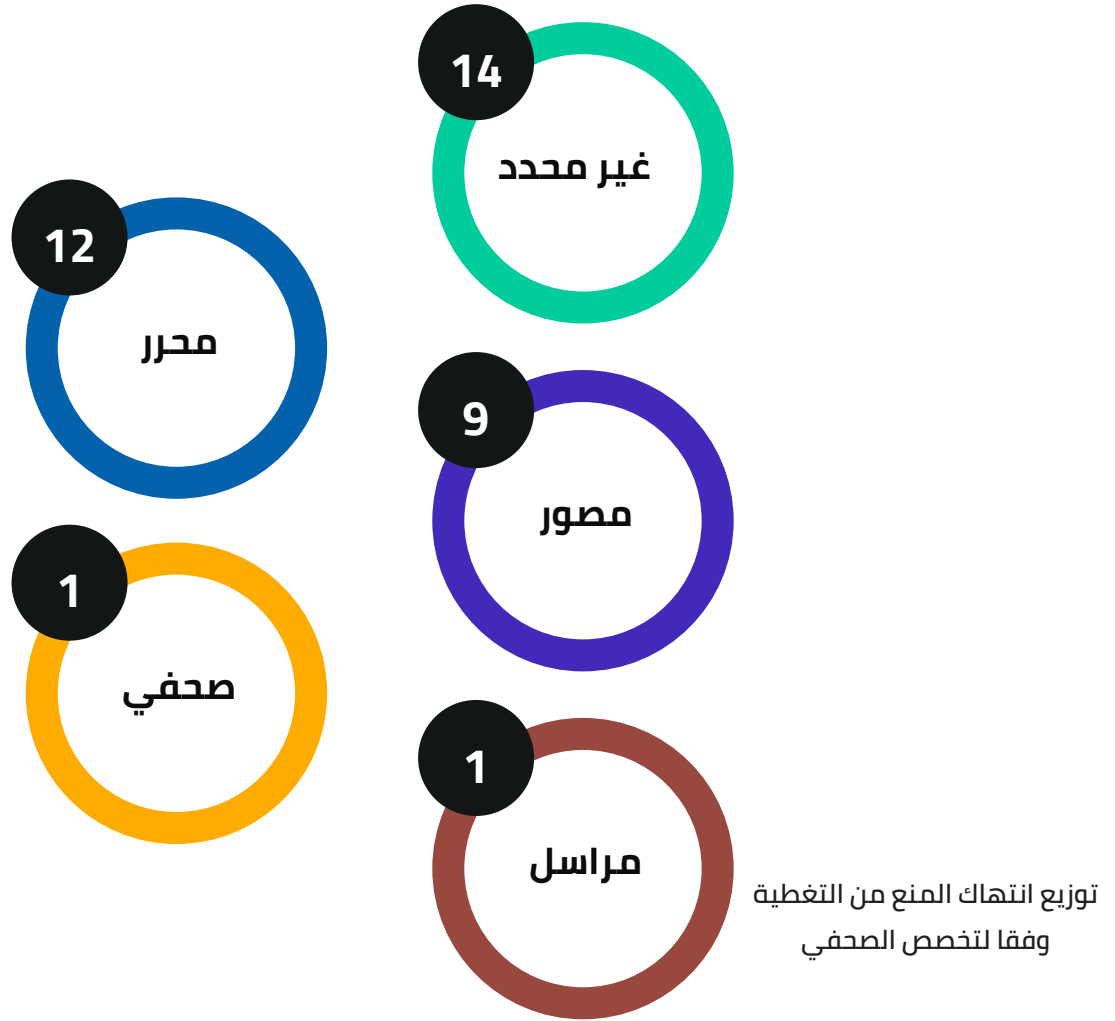 14
غير محدد
12
محرر
9
مصور
1
صحفي
1
مراسل
توزيع انتهاك المنع من التغطية
وفقا لتخصص الصحفي